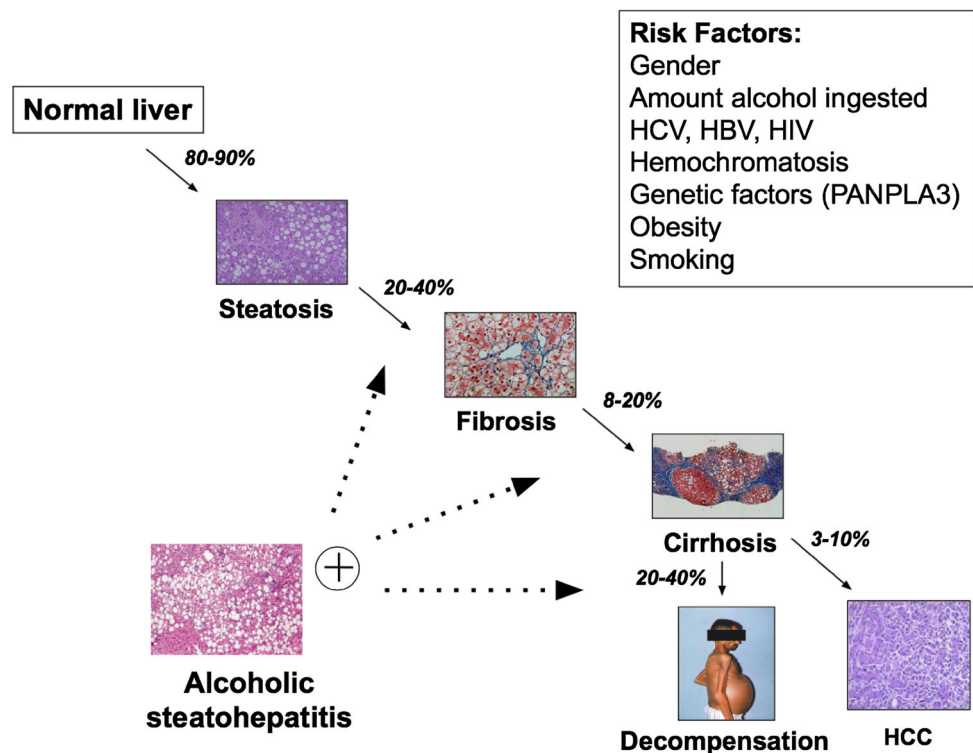 Risk Factors:
Gender
Amount alcohol ingested
HCV, HBV, HIV
Hemochromatosis
Genetic factors (PANPLA3)
Obesity
Smoking
Normal liver
80-90%
Steatosis
20-40%
Fibrosis
8-20%
Cirrhosis
3-10%
20-40%
Alcoholic
steatohepatitis
Decompensation
HCC